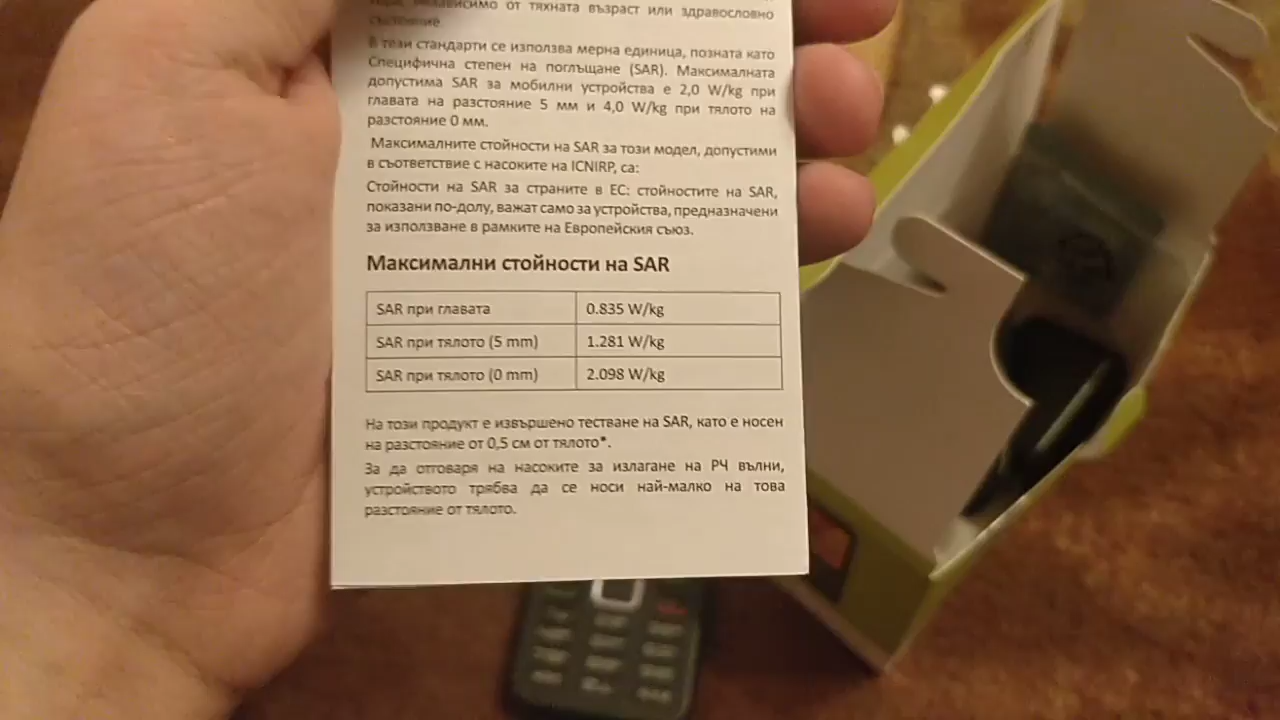 независимо от тяхната възраст или здравословно
състояние.
В тези стандарти се използва мерна единица, позната като
Специфична степен на поглъщане (SAR). Максималната
допустима SAR за мобилни устройства е 2,0 W/kg при
главата на разстояние 5 мм и 4,0 W/kg при тялото на
разстояние 0 мм.
Максималните стойности на SAR за този модел, допустими
в съответствие с насоките на ICNIRP, са:
Стойности на SAR за страните в ЕС: стойностите на SAR,
показани по-долу, важат само за устройства, предназначени
за използване в рамките на Европейския съюз.
Максимални стойности на SAR
SAR при главата 0.835 W/kg
SAR при тялото (5 mm) 1.281 W/kg
SAR при тялото (0 mm) 2.098 W/kg
На този продукт е извършено тестване на SAR, като е носен
на разстояние от 0,5 см от тялото*.
За да отговаря на насоките за излагане на РЧ вълни,
устройството трябва да се носи най-малко на това
разстояние от тялото.